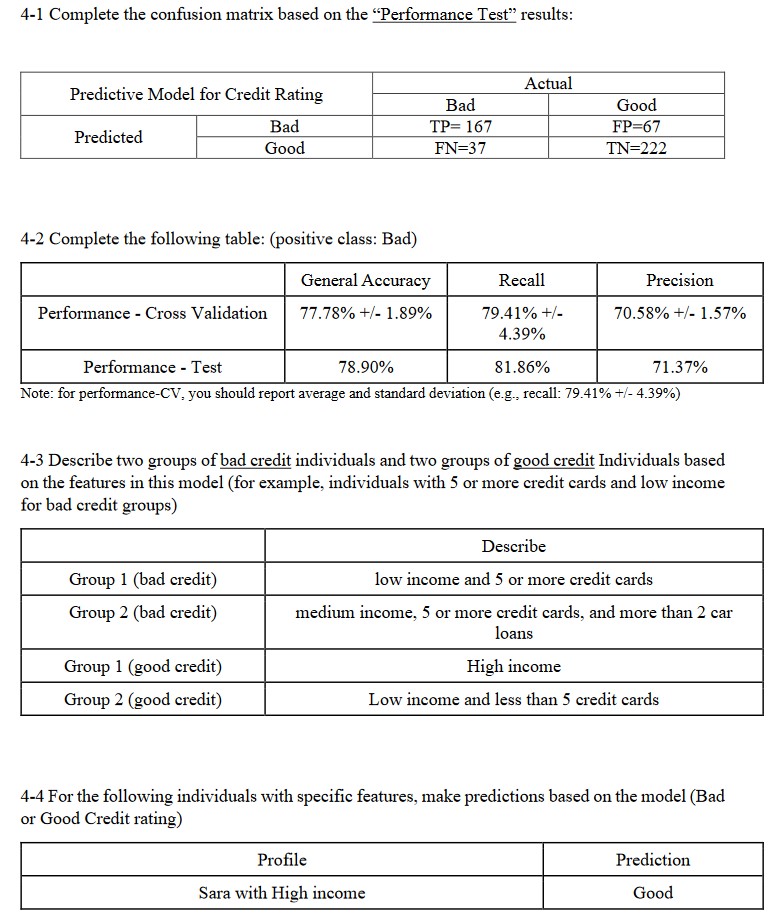 4-1 Complete the confusion matrix based on the “Performance Test” results:
Predictive Model for Credit Rating
Actual
Bad
Good
Predicted
Bad
TP= 167
FP=67
Good
FN=37
TN=222
4-2 Complete the following table: (positive class: Bad)
General Accuracy
Recall
Precision
Performance - Cross Validation
77.78% +/- 1.89%
79.41% +/-
4.39%
70.58% +/- 1.57%
Performance - Test
78.90%
81.86%
71.37%
Note: for performance-CV, you should report average and standard deviation (e.g., recall: 79.41% +/- 4.39%)
4-3 Describe two groups of bad credit individuals and two groups of good credit Individuals based
on the features in this model (for example, individuals with 5 or more credit cards and low income
for bad credit groups)
Describe
Group 1 (bad credit)
low income and 5 or more credit cards
Group 2 (bad credit)
medium income, 5 or more credit cards, and more than 2 car
loans
Group 1 (good credit)
High income
Group 2 (good credit)
Low income and less than 5 credit cards
4-4 For the following individuals with specific features, make predictions based on the model (Bad
or Good Credit rating)
Profile
Prediction
Sara with High income
Good